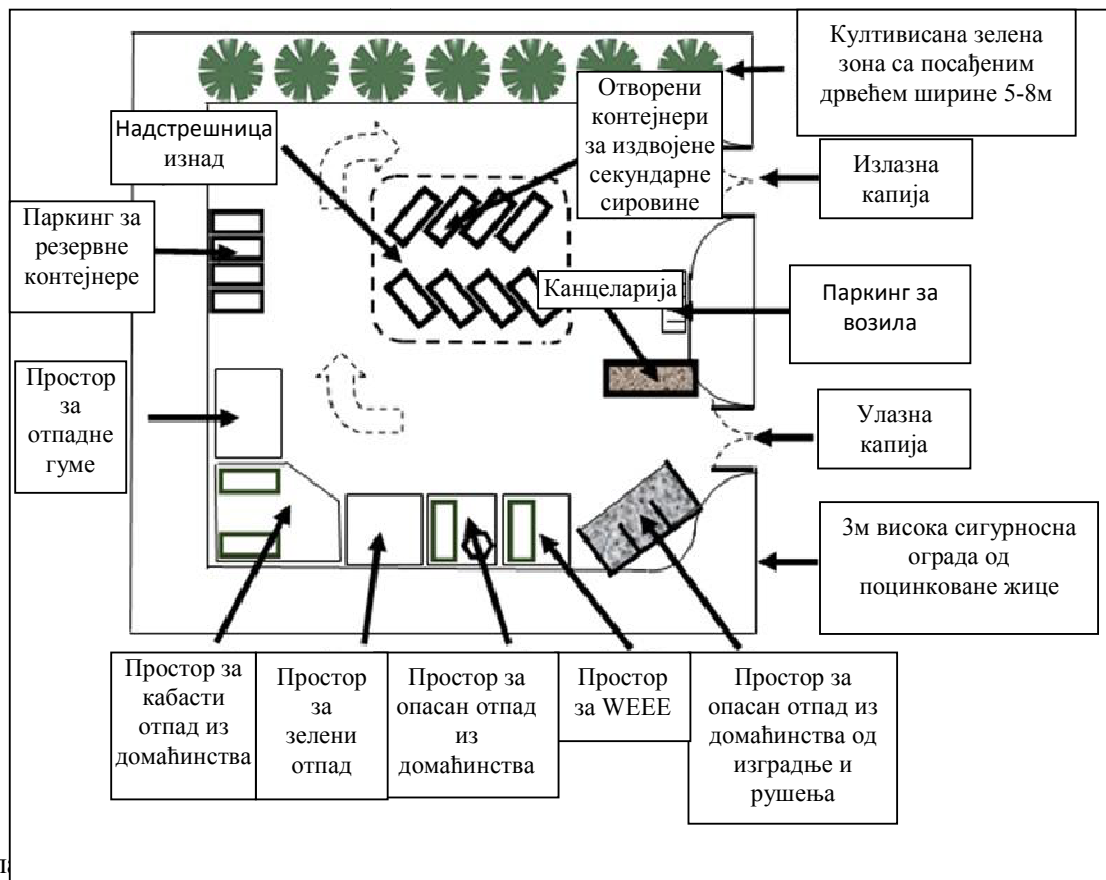 Култивисана зелена
зона са посађеним
дрвећем ширине 5-8м
Надстрешница
изнад
Отворени
контејнери
за издвојене
секундарне
сировине
Излазна
капија
Паркинг за
резервне
контејнере
Канцеларија
Паркинг за
возила
Простор
за
отпадне
гуме
Улазна
капија
3м висока сигурносна
ограда од
поцинковане жице
Простор за
кабасти
отпад из
домаћинства
Простор
за
зелени
отпад
Простор за
опасан отпад
из
домаћинства
Простор
за WEEE
Простор за
опасан отпад из
домаћинства од
изградње и
рушења